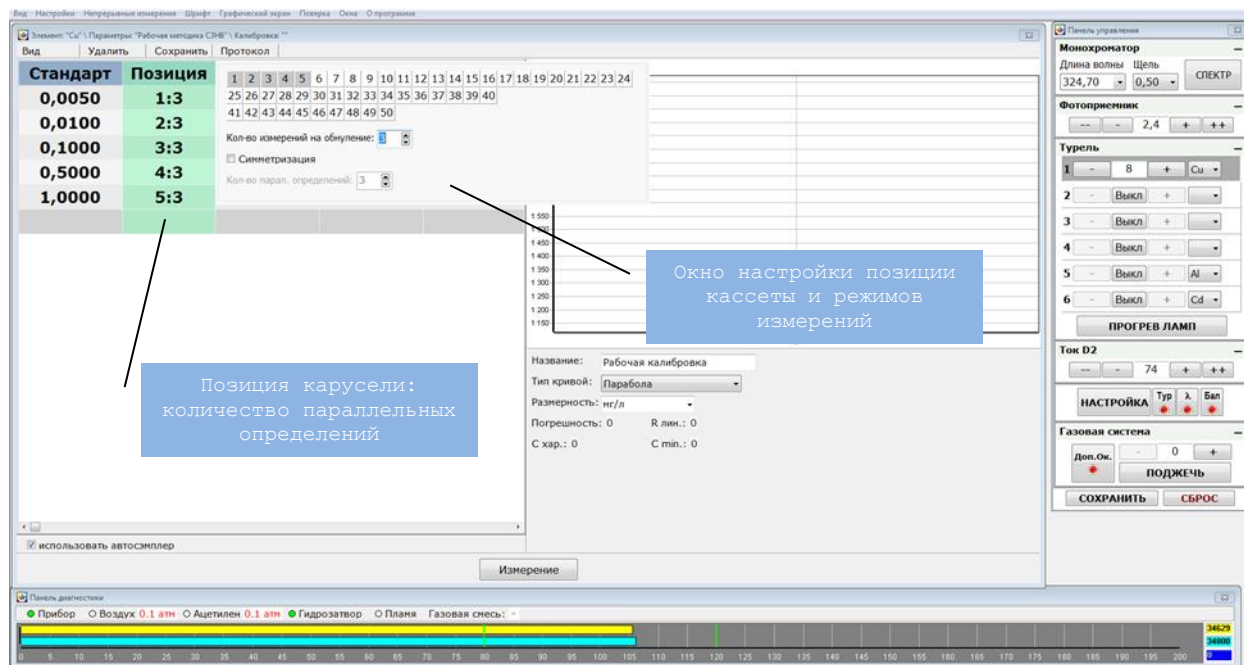 Вид Настройки Непрерывные измерения Шрифт Графический экран Поверка Окна О программе
Элемент: "Cu" \ Параметры: "Рабочая методика СЗН8" \ Калибровка: ""
Вид Удалить Сохранить Протокол
Стандарт Позиция
0,0050 1:3
0,0100 2:3
0,1000 3:3
0,5000 4:3
1,0000 5:3
1 2 3 4 5 6 7 8 9 10 11 12 13 14 15 16 17 18 19 20 21 22 23 24
25 26 27 28 29 30 31 32 33 34 35 36 37 38 39 40
41 42 43 44 45 46 47 48 49 50
Кол-во измерений на обнуление: 3
Симметризация
Кол-во парал. определений: 3
1 550
1 500
1 450
1 400
1 350
1 300
1 250
1 200
1 150
Окно настройки позиции
кассеты и режимов
измерений
Позиция карусели:
количество параллельных
определений
Название: Рабочая калибровка
Тип кривой: Парабола
Размерность: мг/л
Погрешность: 0 R лин.: 0
C хар.: 0 C min.: 0
использовать автосэмплер
Измерение
Панель управления
Монохроматор
Длина волны Щель
324,70 0,50 СПЕКТР
Фотоприемник
-- - 2,4 + ++
Турель
1 - 8 + Cu
2 - Выкл +
3 - Выкл +
4 - Выкл +
5 - Выкл + Al
6 - Выкл + Cd
ПРОГРЕВ ЛАМП
Ток D2
-- - 74 + ++
НАСТРОЙКА Тур λ Бал
Газовая система
Доп.Ок. - 0 +
ПОДЖЕЧЬ
СОХРАНИТЬ СБРОС
Панель диагностики
Прибор Воздух 0.1 атм Ацетилен 0.1 атм Гидрозатвор Пламя Газовая смесь: -
34629
34800
0
0 5 10 15 20 25 30 35 40 45 50 55 60 65 70 75 80 85 90 95 100 105 110 115 120 125 130 135 140 145 150 155 160 165 170 175 180 185 190 195 200